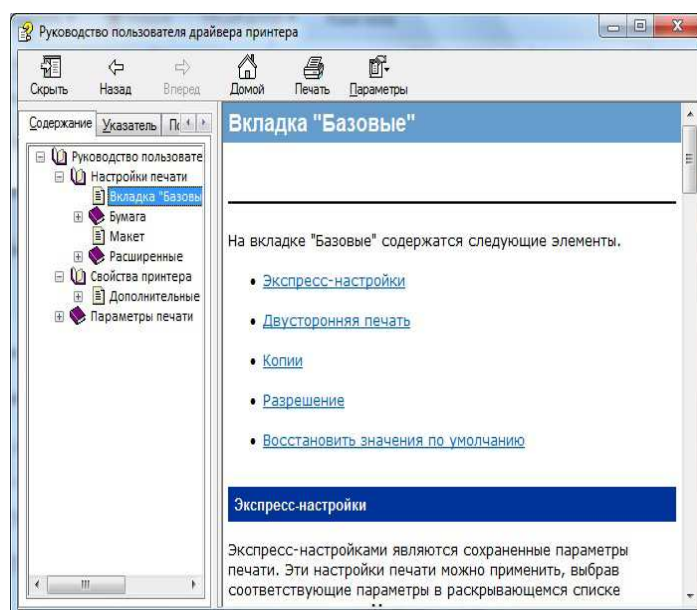 Руководство пользователя драйвера принтера
Скрыть Назад Вперед Домой Печать Параметры
Содержание Указатель
Руководство пользовате
Настройки печати
Вкладка "Базовы
Бумага
Макет
Расширенные
Свойства принтера
Дополнительные
Параметры печати
Вкладка "Базовые"
На вкладке "Базовые" содержатся следующие элементы.
• Экспресс-настройки
• Двусторонняя печать
• Копии
• Разрешение
• Восстановить значения по умолчанию
Экспресс-настройки
Экспресс-настройками являются сохраненные параметры
печати. Эти настройки печати можно применить, выбрав
соответствующие параметры в раскрывающемся списке